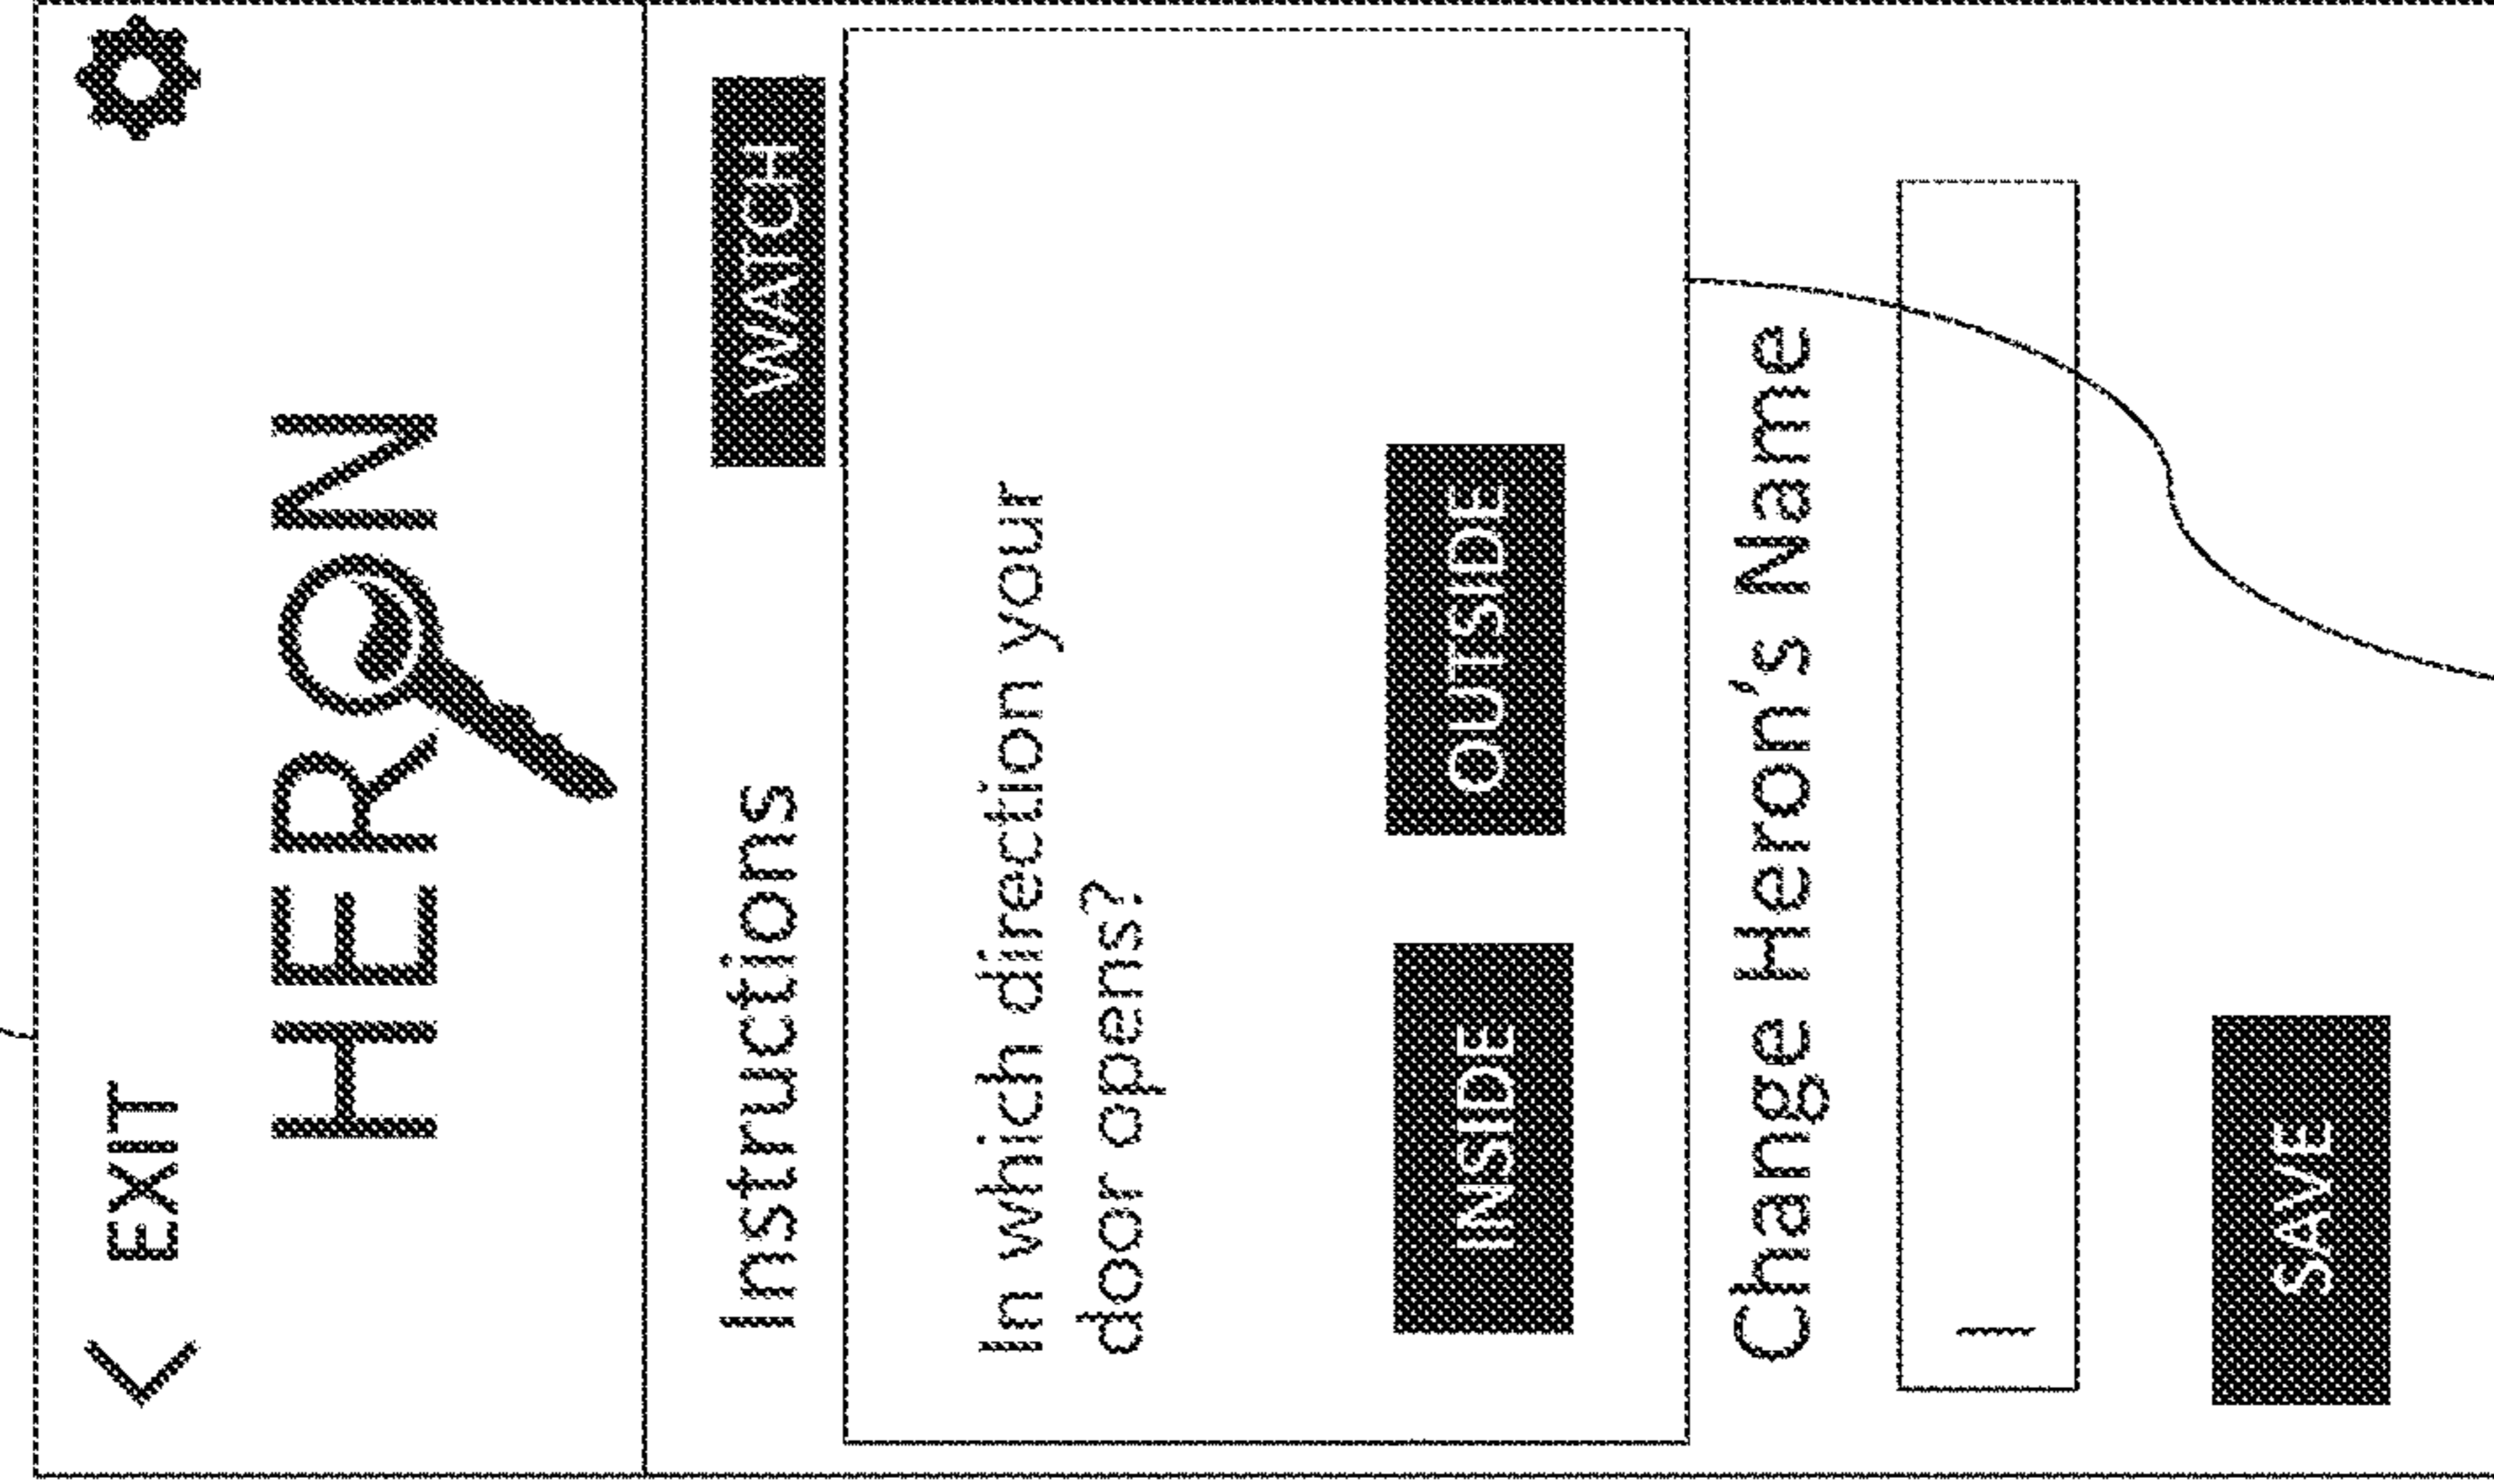 < EXIT
HERON
Instructions WATCH
In which direction your
door opens?
INSIDE OUTSIDE
Change Heron's Name
SAVE